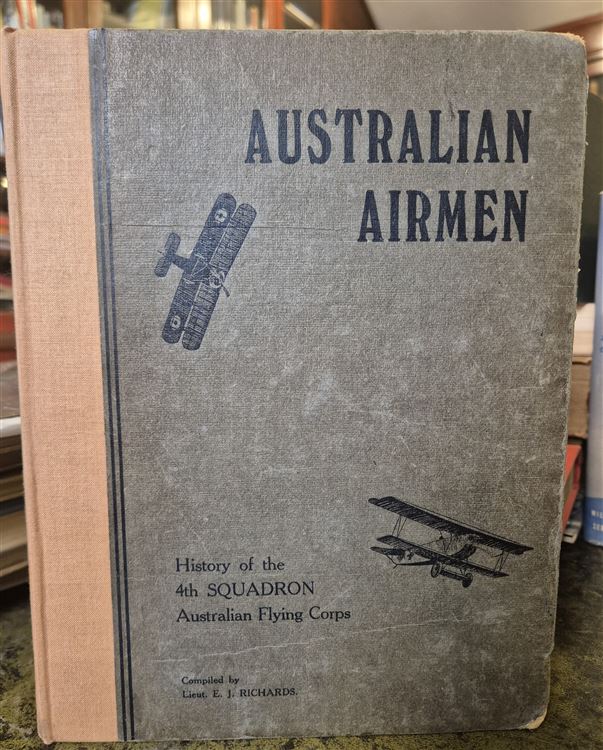 AUSTRALIAN
AIRMEN
History of the
4th SQUADRON
Australian Flying Corps
Compiled by
Lieut. E. J. RICHARDS.